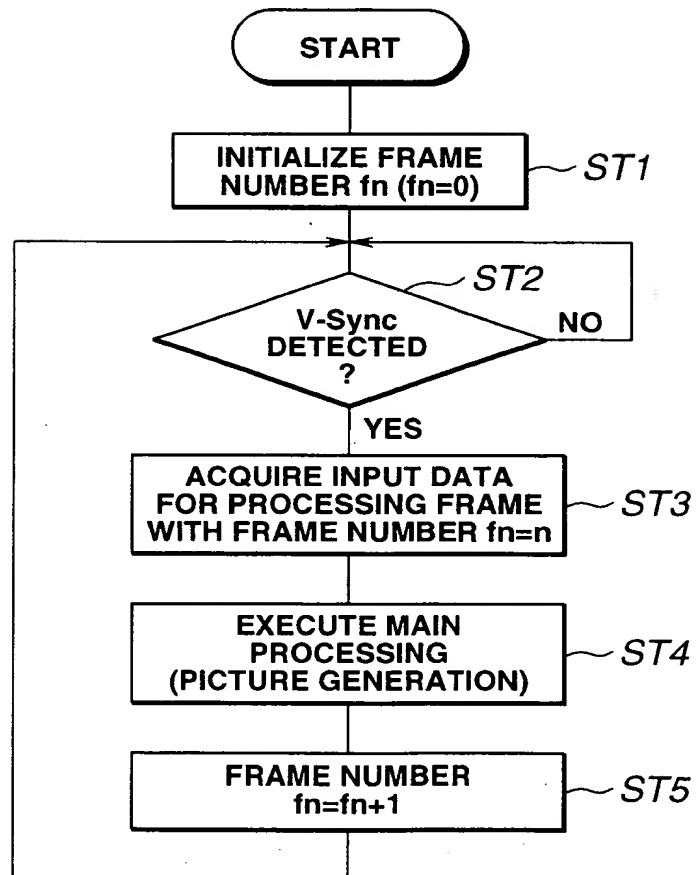 START
INITIALIZE FRAME
NUMBER fn (fn=0)
ST1
ST2
V-Sync
DETECTED
?
NO
YES
ACQUIRE INPUT DATA
FOR PROCESSING FRAME
WITH FRAME NUMBER fn=n
ST3
EXECUTE MAIN
PROCESSING
(PICTURE GENERATION)
ST4
FRAME NUMBER
fn=fn+1
ST5